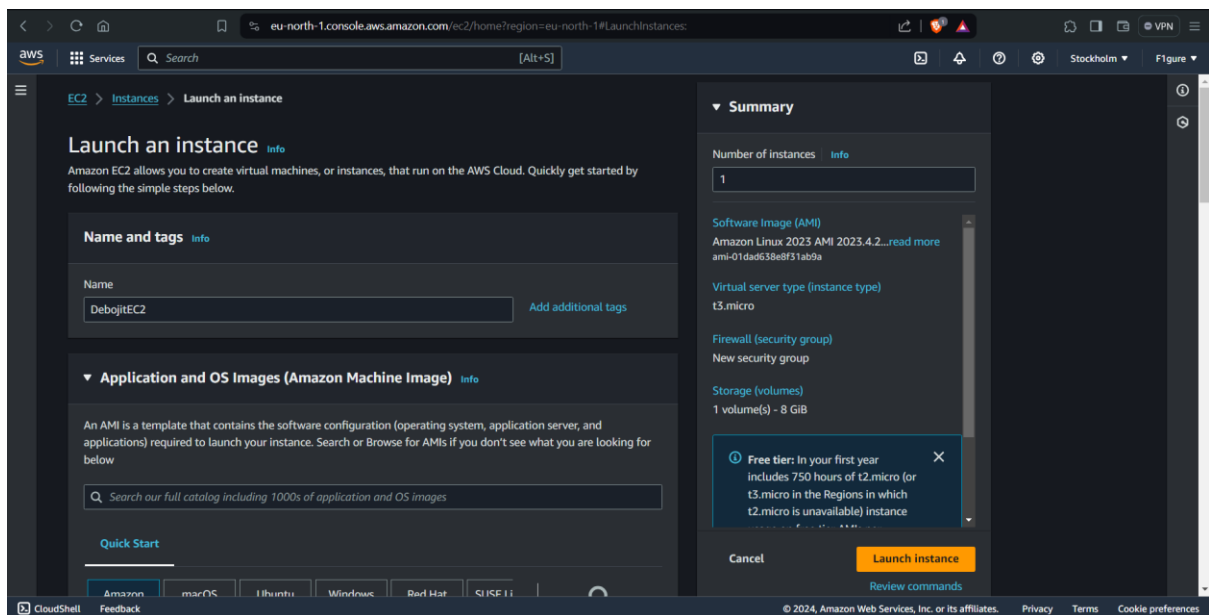 eu-north-1.console.aws.amazon.com/ec2/home?region=eu-north-1#LaunchInstances:
VPN
aws
Services
Search
[Alt+S]
Stockholm
F1gure
EC2 > Instances > Launch an instance
Launch an instance Info
Amazon EC2 allows you to create virtual machines, or instances, that run on the AWS Cloud. Quickly get started by
following the simple steps below.
Name and tags Info
Name
DebojitEC2
Add additional tags
Application and OS Images (Amazon Machine Image) Info
An AMI is a template that contains the software configuration (operating system, application server, and
applications) required to launch your instance. Search or Browse for AMIs if you don't see what you are looking for
below
Search our full catalog including 1000s of application and OS images
Quick Start
Amazon
macOS
Ubuntu
Windows
Red Hat
SUSE Li
Summary
Number of instances Info
1
Software Image (AMI)
Amazon Linux 2023 AMI 2023.4.2...read more
ami-01dad638e8f31ab9a
Virtual server type (instance type)
t3.micro
Firewall (security group)
New security group
Storage (volumes)
1 volume(s) - 8 GiB
Free tier: In your first year
includes 750 hours of t2.micro (or
t3.micro in the Regions in which
t2.micro is unavailable) instance
Cancel
Launch instance
Review commands
CloudShell
Feedback
© 2024, Amazon Web Services, Inc. or its affiliates.
Privacy
Terms
Cookie preferences